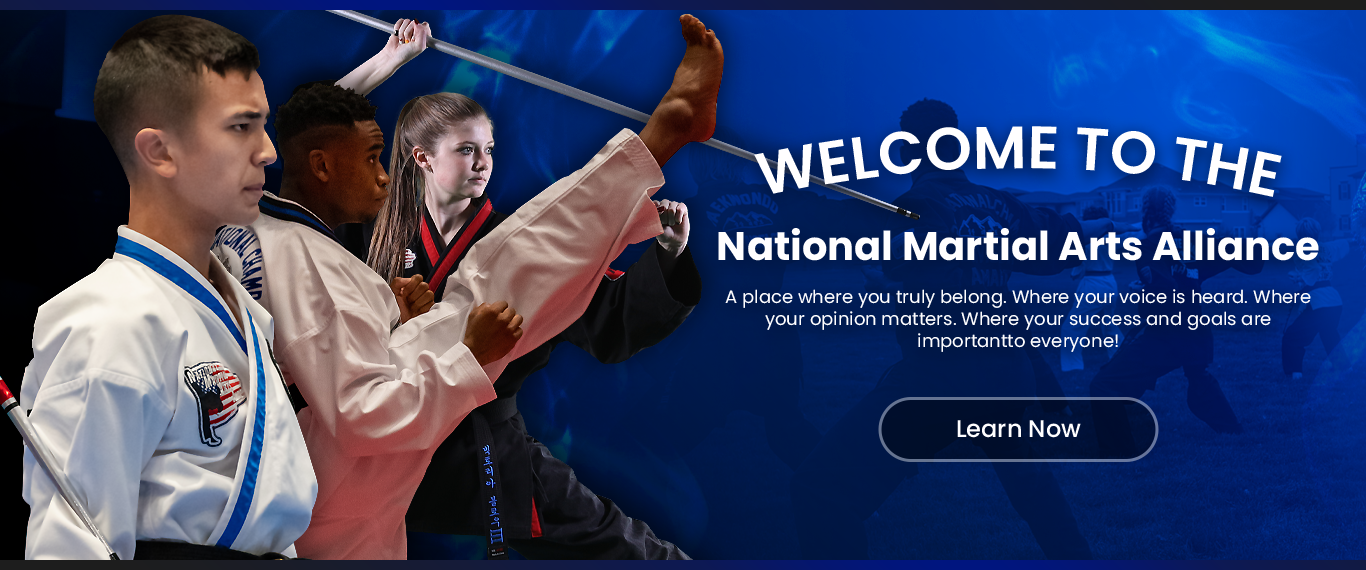 WELCOME TO THE
National Martial Arts Alliance
A place where you truly belong. Where your voice is heard. Where
your opinion matters. Where your success and goals are
importantto everyone!
Learn Now